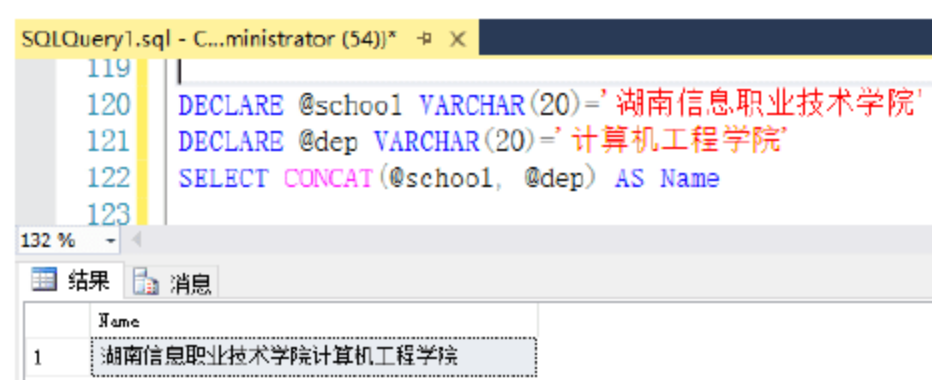 SQLQuery1.sql - C...ministrator (54))*
119
120 DECLARE @school VARCHAR(20)='湖南信息职业技术学院'
121 DECLARE @dep VARCHAR(20)='计算机工程学院'
122 SELECT CONCAT(@school, @dep) AS Name
123
132 %
结果 消息
Name
1 湖南信息职业技术学院计算机工程学院